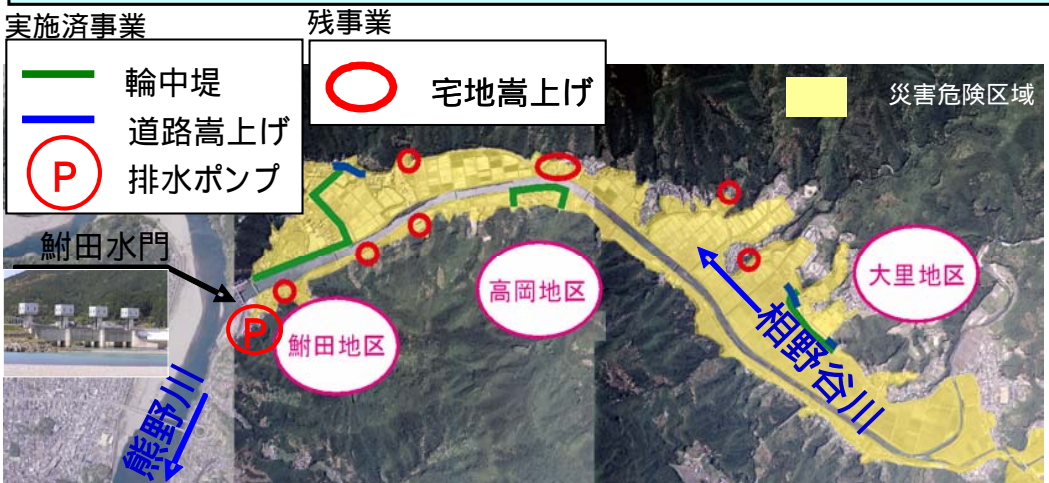 実施済事業
残事業
輪中堤
道路嵩上げ
P
排水ポンプ
宅地嵩上げ
災害危険区域
鮒田水門
P
鮒田地区
高岡地区
大里地区
相野谷川
熊野川